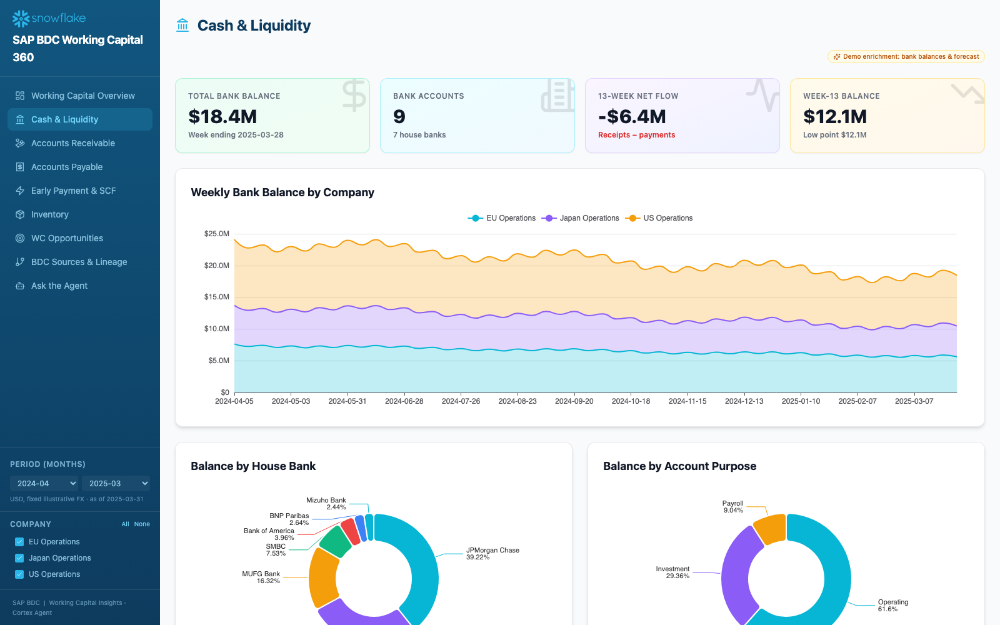 snowflake
SAP BDC Working Capital
360
Working Capital Overview
Cash & Liquidity
Accounts Receivable
Accounts Payable
Early Payment & SCF
Inventory
WC Opportunities
BDC Sources & Lineage
Ask the Agent
PERIOD (MONTHS)
2024-04 2025-03
USD, fixed illustrative FX · as of 2025-03-31
COMPANY All None
EU Operations
Japan Operations
US Operations
SAP BDC | Working Capital Insights ·
Cortex Agent
Cash & Liquidity
Demo enrichment: bank balances & forecast
TOTAL BANK BALANCE
$18.4M
Week ending 2025-03-28
BANK ACCOUNTS
9
7 house banks
13-WEEK NET FLOW
-$6.4M
Receipts – payments
WEEK-13 BALANCE
$12.1M
Low point $12.1M
Weekly Bank Balance by Company
EU Operations Japan Operations US Operations
$25.0M
$20.0M
$15.0M
$10.0M
$5.0M
$0
2024-04-05 2024-05-03 2024-05-31 2024-06-28 2024-07-26 2024-08-23 2024-09-20 2024-10-18 2024-11-15 2024-12-13 2025-01-10 2025-02-07 2025-03-07
Balance by House Bank
Mizuho Bank
2.44%
BNP Paribas
2.64%
Bank of America
3.96%
SMBC
7.53%
MUFG Bank
16.32%
JPMorgan Chase
39.22%
Balance by Account Purpose
Payroll
9.04%
Investment
29.36%
Operating
61.6%